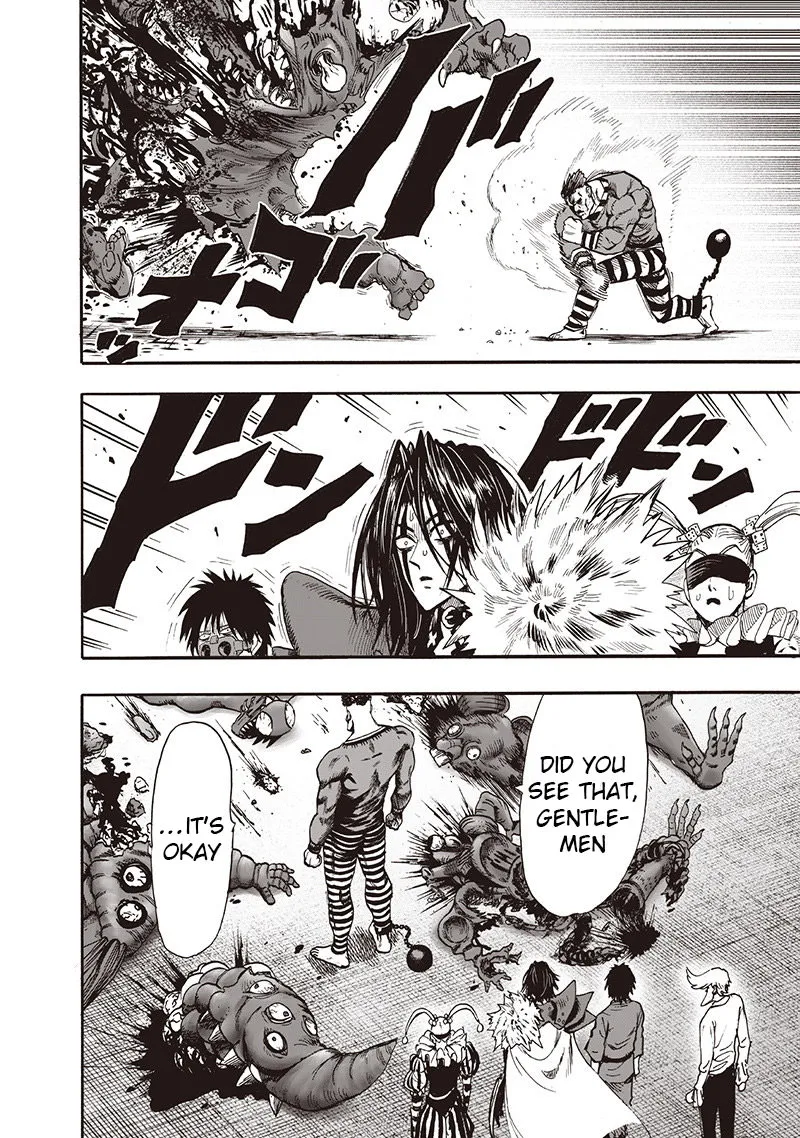 ドドン
ドン
DID YOU
SEE THAT,
GENTLE-
MEN
...IT'S
OKAY